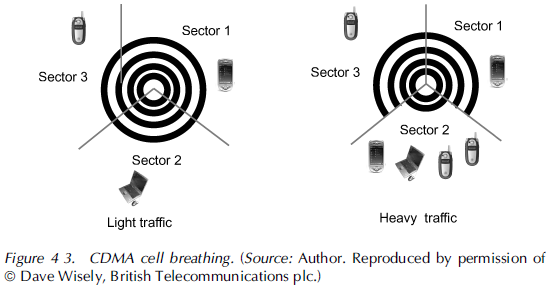 Sector 1
Sector 3
Sector 2
Light traffic
Sector 1
Sector 3
Sector 2
Heavy traffic
Figure 4 3. CDMA cell breathing. (Source: Author. Reproduced by permission of
© Dave Wisely, British Telecommunications plc.)